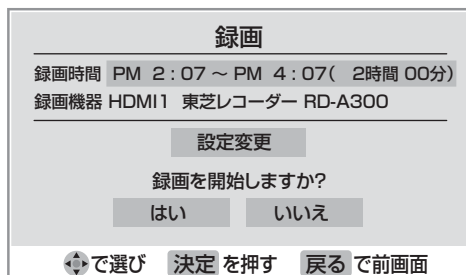 録画
録画時間 PM 2:07～PM 4:07( 2時間 00分)
録画機器 HDMI1 東芝レコーダー RD-A300
設定変更
録画を開始しますか?
はい いいえ
で選び 決定 を押す 戻る で前画面